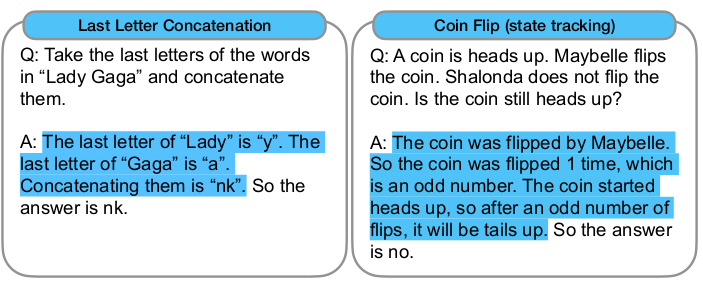 Last Letter Concatenation
Q: Take the last letters of the words
in “Lady Gaga” and concatenate
them.
A: The last letter of “Lady” is “y”. The
last letter of “Gaga” is “a”.
Concatenating them is “nk”. So the
answer is nk.
Coin Flip (state tracking)
Q: A coin is heads up. Maybelle flips
the coin. Shalonda does not flip the
coin. Is the coin still heads up?
A: The coin was flipped by Maybelle.
So the coin was flipped 1 time, which
is an odd number. The coin started
heads up, so after an odd number of
flips, it will be tails up. So the answer
is no.